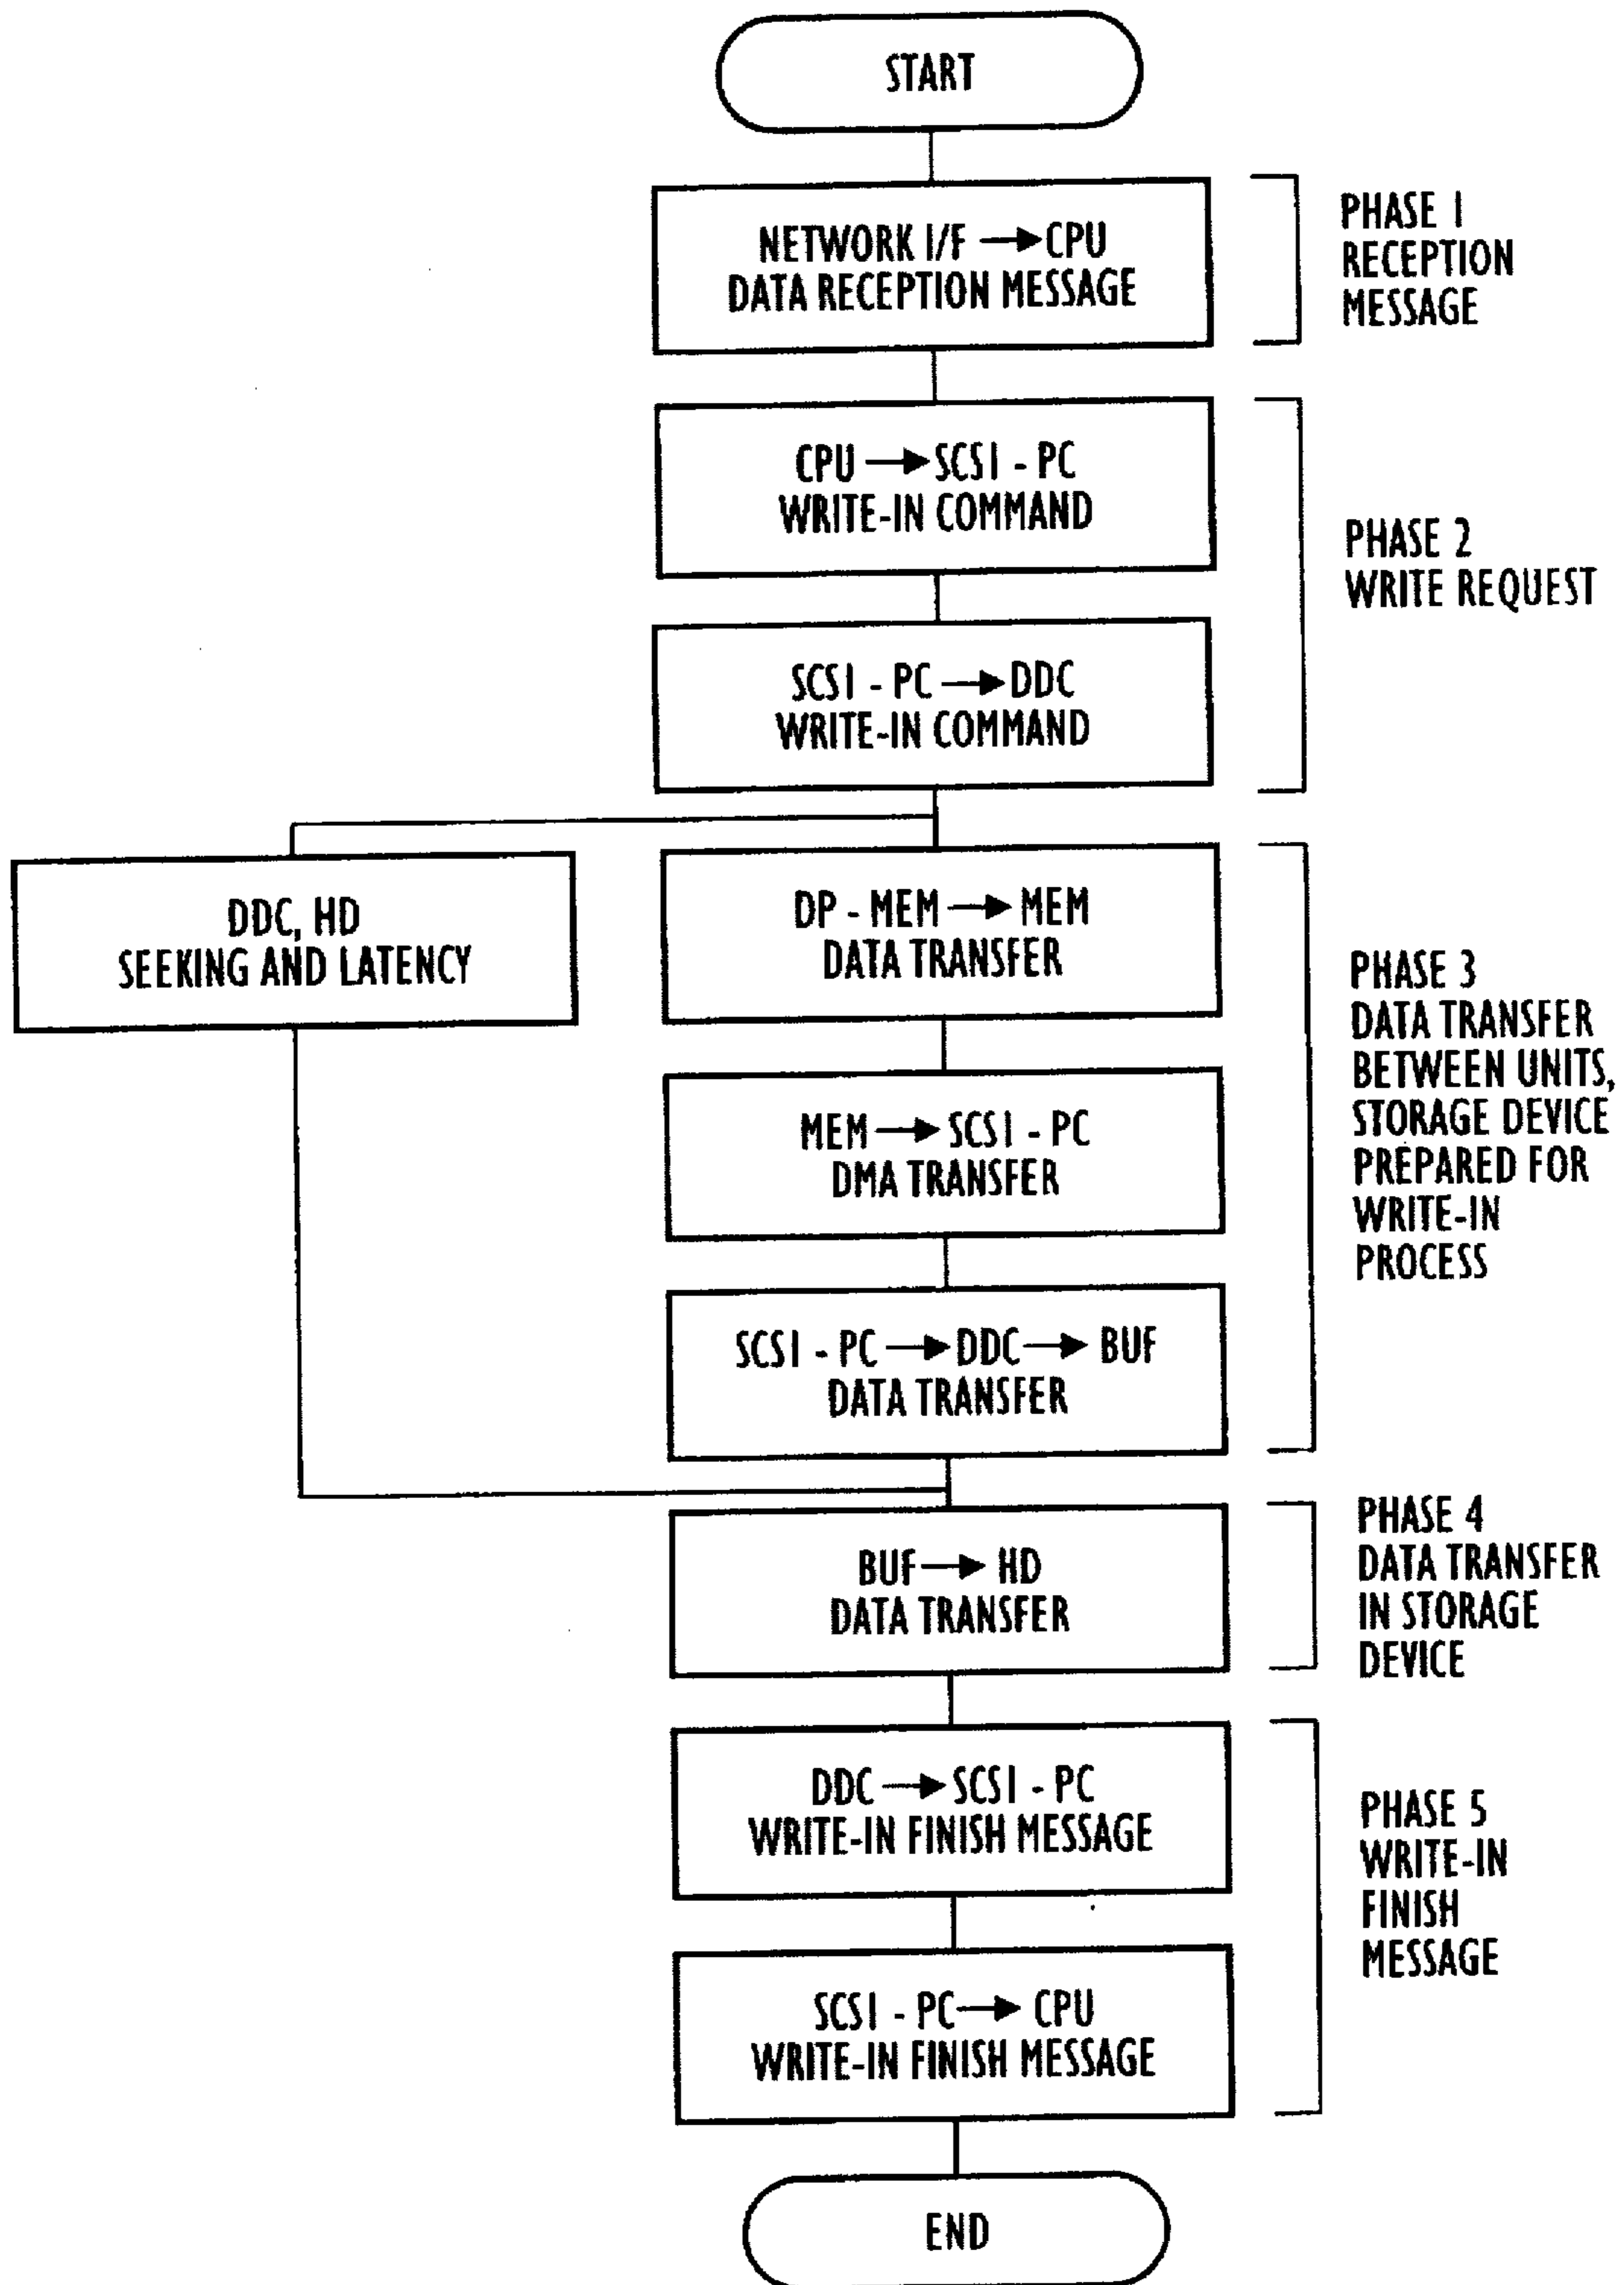 START
NETWORK I/F → CPU
DATA RECEPTION MESSAGE
PHASE 1
RECEPTION
MESSAGE
CPU → SCSI - PC
WRITE-IN COMMAND
SCSI - PC → DDC
WRITE-IN COMMAND
PHASE 2
WRITE REQUEST
DDC, HD
SEEKING AND LATENCY
DP - MEM → MEM
DATA TRANSFER
MEM → SCSI - PC
DMA TRANSFER
SCSI - PC → DDC → BUF
DATA TRANSFER
PHASE 3
DATA TRANSFER
BETWEEN UNITS,
STORAGE DEVICE
PREPARED FOR
WRITE-IN
PROCESS
BUF → HD
DATA TRANSFER
PHASE 4
DATA TRANSFER
IN STORAGE
DEVICE
DDC → SCSI - PC
WRITE-IN FINISH MESSAGE
SCSI - PC → CPU
WRITE-IN FINISH MESSAGE
PHASE 5
WRITE-IN
FINISH
MESSAGE
END